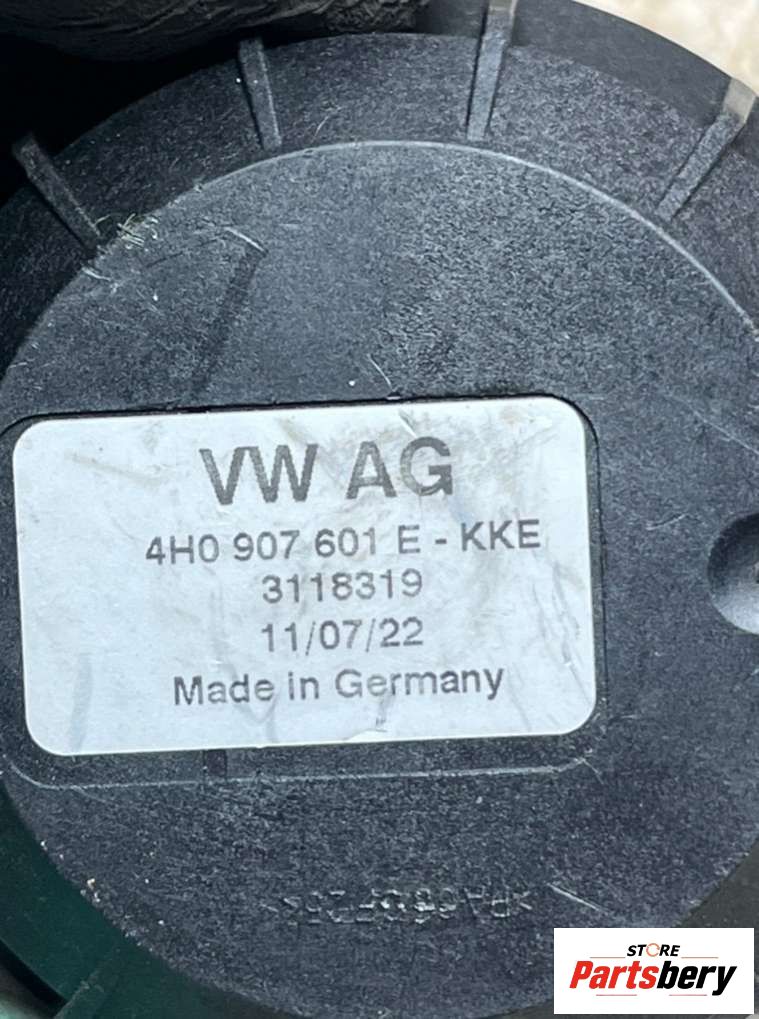 VW AG
4H0 907 601 E - KKE
3118319
11/07/22
Made in Germany
STORE
Partsbery